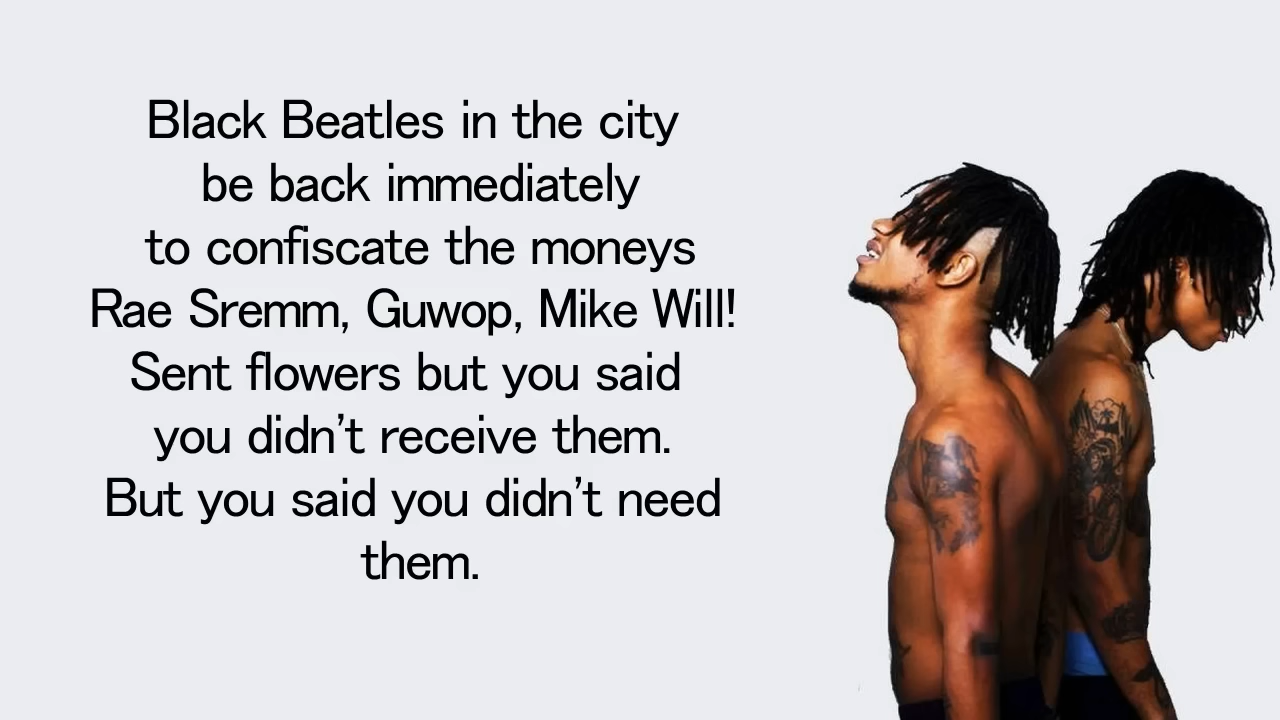 Black Beatles in the city
be back immediately
to confiscate the moneys
Rae Sremm, Guwop, Mike Will!
Sent flowers but you said
you didn’t receive them.
But you said you didn’t need
them.